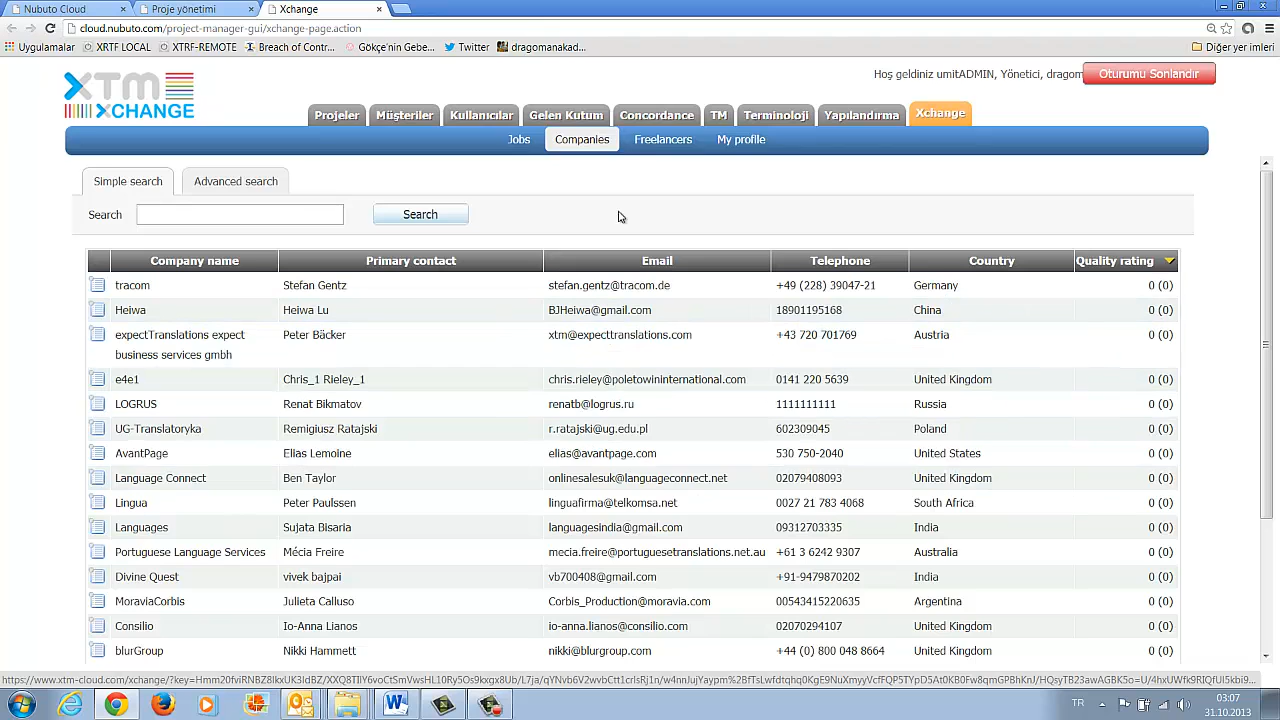 Nubuto Cloud
Proje yönetimi
Xchange
cloud.nubuto.com/project-manager-gui/xchange-page.action
Uygulamalar XRTF LOCAL XTRF-REMOTE Breach of Contr... Gökçe'nin Gebe... Twitter dragomanakad... Diğer yer imleri
XTM XCHANGE
Hoş geldiniz umitADMIN, Yönetici, dragom
Oturumu Sonlandır
Projeler Müşteriler Kullanıcılar Gelen Kutum Concordance TM Terminoloji Yapılandırma Xchange
Jobs Companies Freelancers My profile
Simple search Advanced search
Search Search
Company name Primary contact Email Telephone Country Quality rating
tracom Stefan Gentz stefan.gentz@tracom.de +49 (228) 39047-21 Germany 0 (0)
Heiwa Heiwa Lu BJHeiwa@gmail.com 18901195168 China 0 (0)
expectTranslations expect Peter Bäcker xtm@expecttranslations.com +43 720 701769 Austria 0 (0)
business services gmbh
e4e1 Chris_1 Rieley_1 chris.rieley@poletowininternational.com 0141 220 5639 United Kingdom 0 (0)
LOGRUS Renat Bikmatov renatb@logrus.ru 1111111111 Russia 0 (0)
UG-Translatoryka Remigiusz Ratajski r.ratajski@ug.edu.pl 602309045 Poland 0 (0)
AvantPage Elias Lemoine elias@avantpage.com 530 750-2040 United States 0 (0)
Language Connect Ben Taylor onlinesalesuk@languageconnect.net 02079408093 United Kingdom 0 (0)
Lingua Peter Paulssen linguafirma@telkomsa.net 0027 21 783 4068 South Africa 0 (0)
Languages Sujata Bisaria languagesindia@gmail.com 09312703335 India 0 (0)
Portuguese Language Services Mécia Freire mecia.freire@portuguesetranslations.net.au +61 3 6242 9307 Australia 0 (0)
Divine Quest vivek bajpai vb700408@gmail.com +91-9479870202 India 0 (0)
MoraviaCorbis Julieta Calluso Corbis_Production@moravia.com 00543415220635 Argentina 0 (0)
Consilio Io-Anna Lianos io-anna.lianos@consilio.com 02070294107 United Kingdom 0 (0)
blurGroup Nikki Hammett nikki@blurgroup.com +44 (0) 800 048 8664 United Kingdom 0 (0)
TR
03:07
31.10.2013